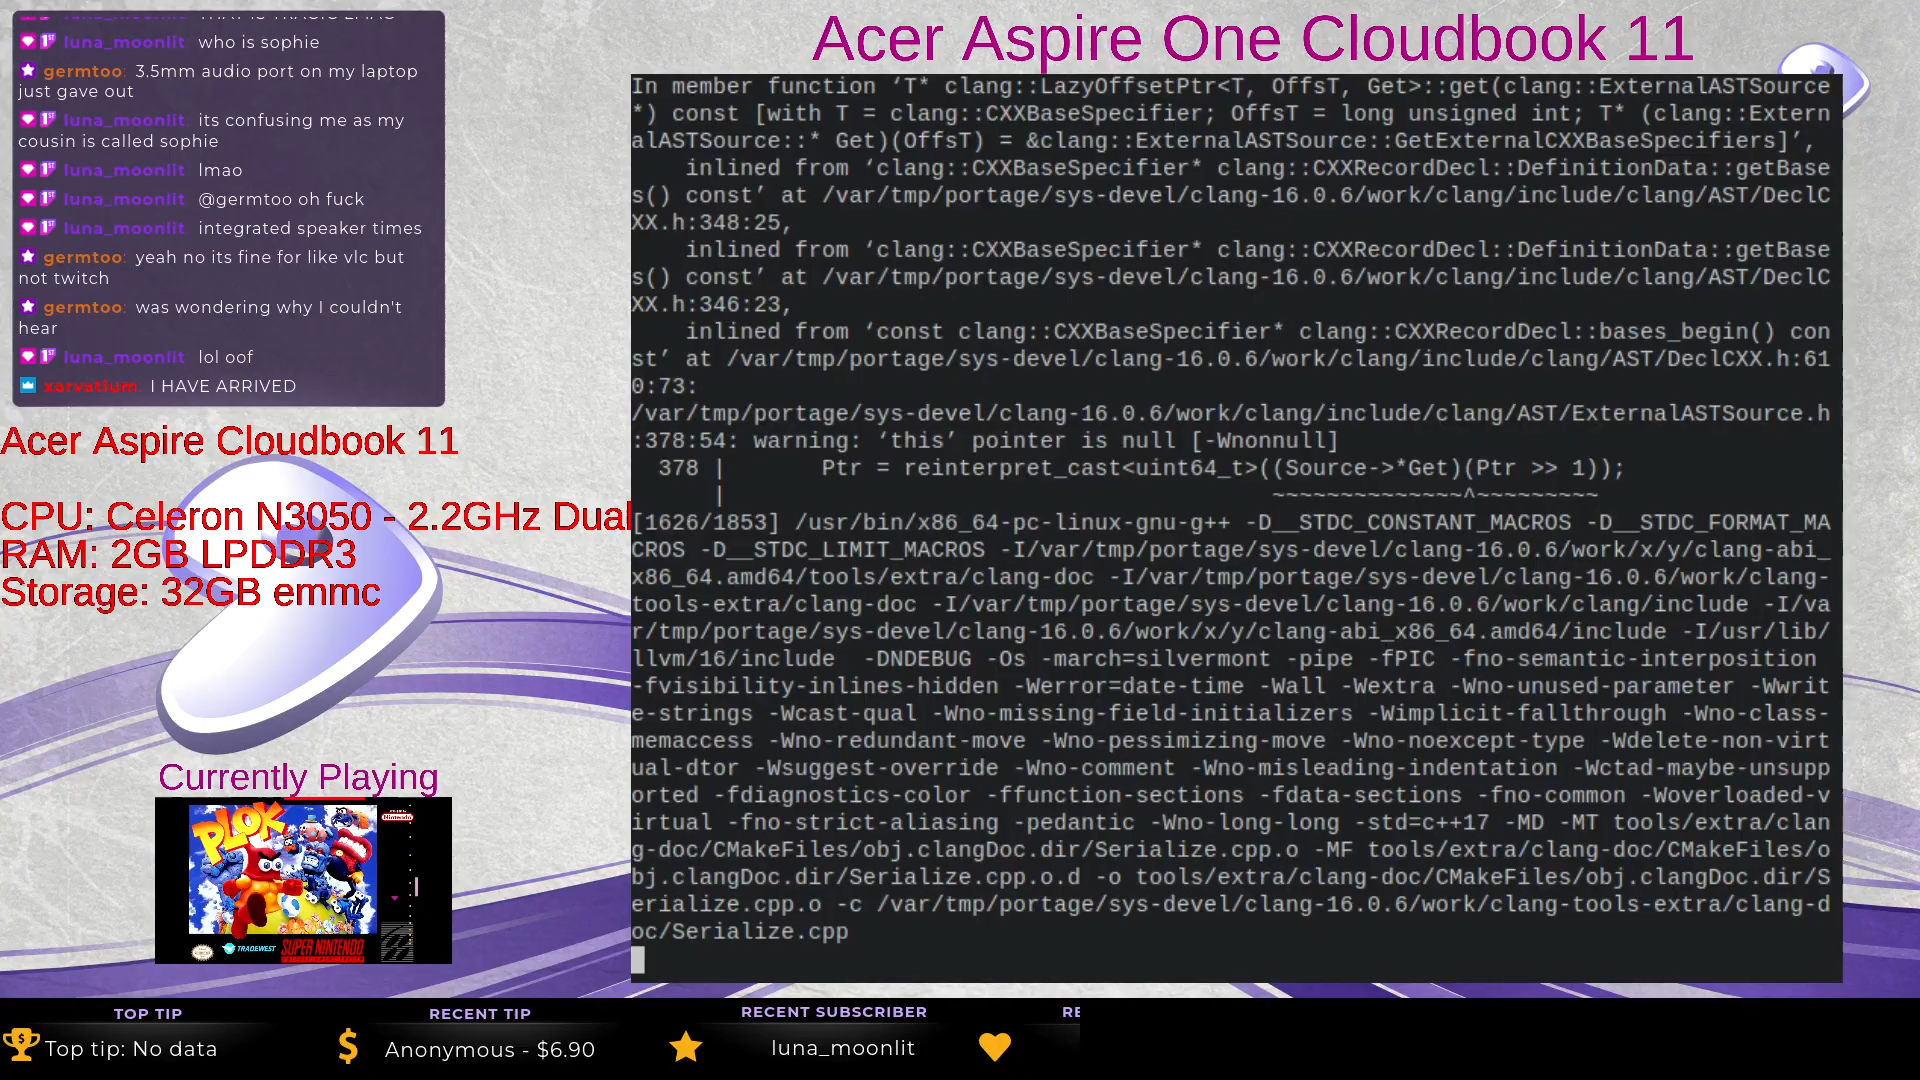 luna_moonlit who is sophie
germtoo: 3.5mm audio port on my laptop
just gave out
luna_moonlit its confusing me as my
cousin is called sophie
luna_moonlit lmao
luna_moonlit @germtoo oh fuck
luna_moonlit integrated speaker times
germtoo: yeah no its fine for like vlc but
not twitch
germtoo: was wondering why I couldn't
hear
luna_moonlit lol oof
xarvatium I HAVE ARRIVED
Acer Aspire Cloudbook 11
CPU: Celeron N3050 - 2.2GHz Dual
RAM: 2GB LPDDR3
Storage: 32GB emmc
Currently Playing
PLOK
Nintendo
TRADEWEST
SUPER NINTENDO
Acer Aspire One Cloudbook 11
In member function ‘T* clang::LazyOffsetPtr<T, OffsT, Get>::get(clang::ExternalASTSource
*) const [with T = clang::CXXBaseSpecifier; OffsT = long unsigned int; T* (clang::Extern
alASTSource::* Get)(OffsT) = &clang::ExternalASTSource::GetExternalCXXBaseSpecifiers]’,
    inlined from ‘clang::CXXBaseSpecifier* clang::CXXRecordDecl::DefinitionData::getBase
s() const’ at /var/tmp/portage/sys-devel/clang-16.0.6/work/clang/include/clang/AST/DeclC
XX.h:348:25,
    inlined from ‘clang::CXXBaseSpecifier* clang::CXXRecordDecl::DefinitionData::getBase
s() const’ at /var/tmp/portage/sys-devel/clang-16.0.6/work/clang/include/clang/AST/DeclC
XX.h:346:23,
    inlined from ‘const clang::CXXBaseSpecifier* clang::CXXRecordDecl::bases_begin() con
st’ at /var/tmp/portage/sys-devel/clang-16.0.6/work/clang/include/clang/AST/DeclCXX.h:61
0:73:
/var/tmp/portage/sys-devel/clang-16.0.6/work/clang/include/clang/AST/ExternalASTSource.h
:378:54: warning: ‘this’ pointer is null [-Wnonnull]
  378 |       Ptr = reinterpret_cast<uint64_t>((Source->*Get)(Ptr >> 1));
      |                                        ~~~~~~~~~~~~~~^~~~~~~~~~
[1626/1853] /usr/bin/x86_64-pc-linux-gnu-g++ -D__STDC_CONSTANT_MACROS -D__STDC_FORMAT_MA
CROS -D__STDC_LIMIT_MACROS -I/var/tmp/portage/sys-devel/clang-16.0.6/work/x/y/clang-abi_
x86_64.amd64/tools/extra/clang-doc -I/var/tmp/portage/sys-devel/clang-16.0.6/work/clang-
tools-extra/clang-doc -I/var/tmp/portage/sys-devel/clang-16.0.6/work/clang/include -I/va
r/tmp/portage/sys-devel/clang-16.0.6/work/x/y/clang-abi_x86_64.amd64/include -I/usr/lib/
llvm/16/include  -DNDEBUG -Os -march=silvermont -pipe -fPIC -fno-semantic-interposition
-fvisibility-inlines-hidden -Werror=date-time -Wall -Wextra -Wno-unused-parameter -Wwrit
e-strings -Wcast-qual -Wno-missing-field-initializers -Wimplicit-fallthrough -Wno-class-
memaccess -Wno-redundant-move -Wno-pessimizing-move -Wno-noexcept-type -Wdelete-non-virt
ual-dtor -Wsuggest-override -Wno-comment -Wno-misleading-indentation -Wctad-maybe-unsupp
orted -fdiagnostics-color -ffunction-sections -fdata-sections -fno-common -Woverloaded-v
irtual -fno-strict-aliasing -pedantic -Wno-long-long -std=c++17 -MD -MT tools/extra/clan
g-doc/CMakeFiles/obj.clangDoc.dir/Serialize.cpp.o -MF tools/extra/clang-doc/CMakeFiles/o
bj.clangDoc.dir/Serialize.cpp.o.d -o tools/extra/clang-doc/CMakeFiles/obj.clangDoc.dir/S
erialize.cpp.o -c /var/tmp/portage/sys-devel/clang-16.0.6/work/clang-tools-extra/clang-d
oc/Serialize.cpp
TOP TIP
Top tip: No data
RECENT TIP
Anonymous - $6.90
RECENT SUBSCRIBER
luna_moonlit
RE